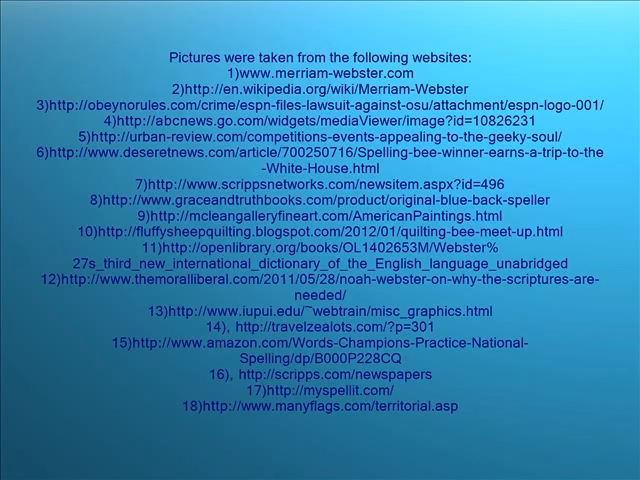 Pictures were taken from the following websites:
1)www.merriam-webster.com
2)http://en.wikipedia.org/wiki/Merriam-Webster
3)http://obeynorules.com/crime/espn-files-lawsuit-against-osu/attachment/espn-logo-001/
4)http://abcnews.go.com/widgets/mediaViewer/image?id=10826231
5)http://urban-review.com/competitions-events-appealing-to-the-geeky-soul/
6)http://www.deseretnews.com/article/700250716/Spelling-bee-winner-earns-a-trip-to-the
-White-House.html
7)http://www.scrippsnetworks.com/newsitem.aspx?id=496
8)http://www.graceandtruthbooks.com/product/original-blue-back-speller
9)http://mcleangalleryfineart.com/AmericanPaintings.html
10)http://fluffysheepquilting.blogspot.com/2012/01/quilting-bee-meet-up.html
11)http://openlibrary.org/books/OL1402653M/Webster%
27s_third_new_international_dictionary_of_the_English_language_unabridged
12)http://www.themoralliberal.com/2011/05/28/noah-webster-on-why-the-scriptures-are-
needed/
13)http://www.iupui.edu/~webtrain/misc_graphics.html
14), http://travelzealots.com/?p=301
15)http://www.amazon.com/Words-Champions-Practice-National-
Spelling/dp/B000P228CQ
16), http://scripps.com/newspapers
17)http://myspellit.com/
18)http://www.manyflags.com/territorial.asp